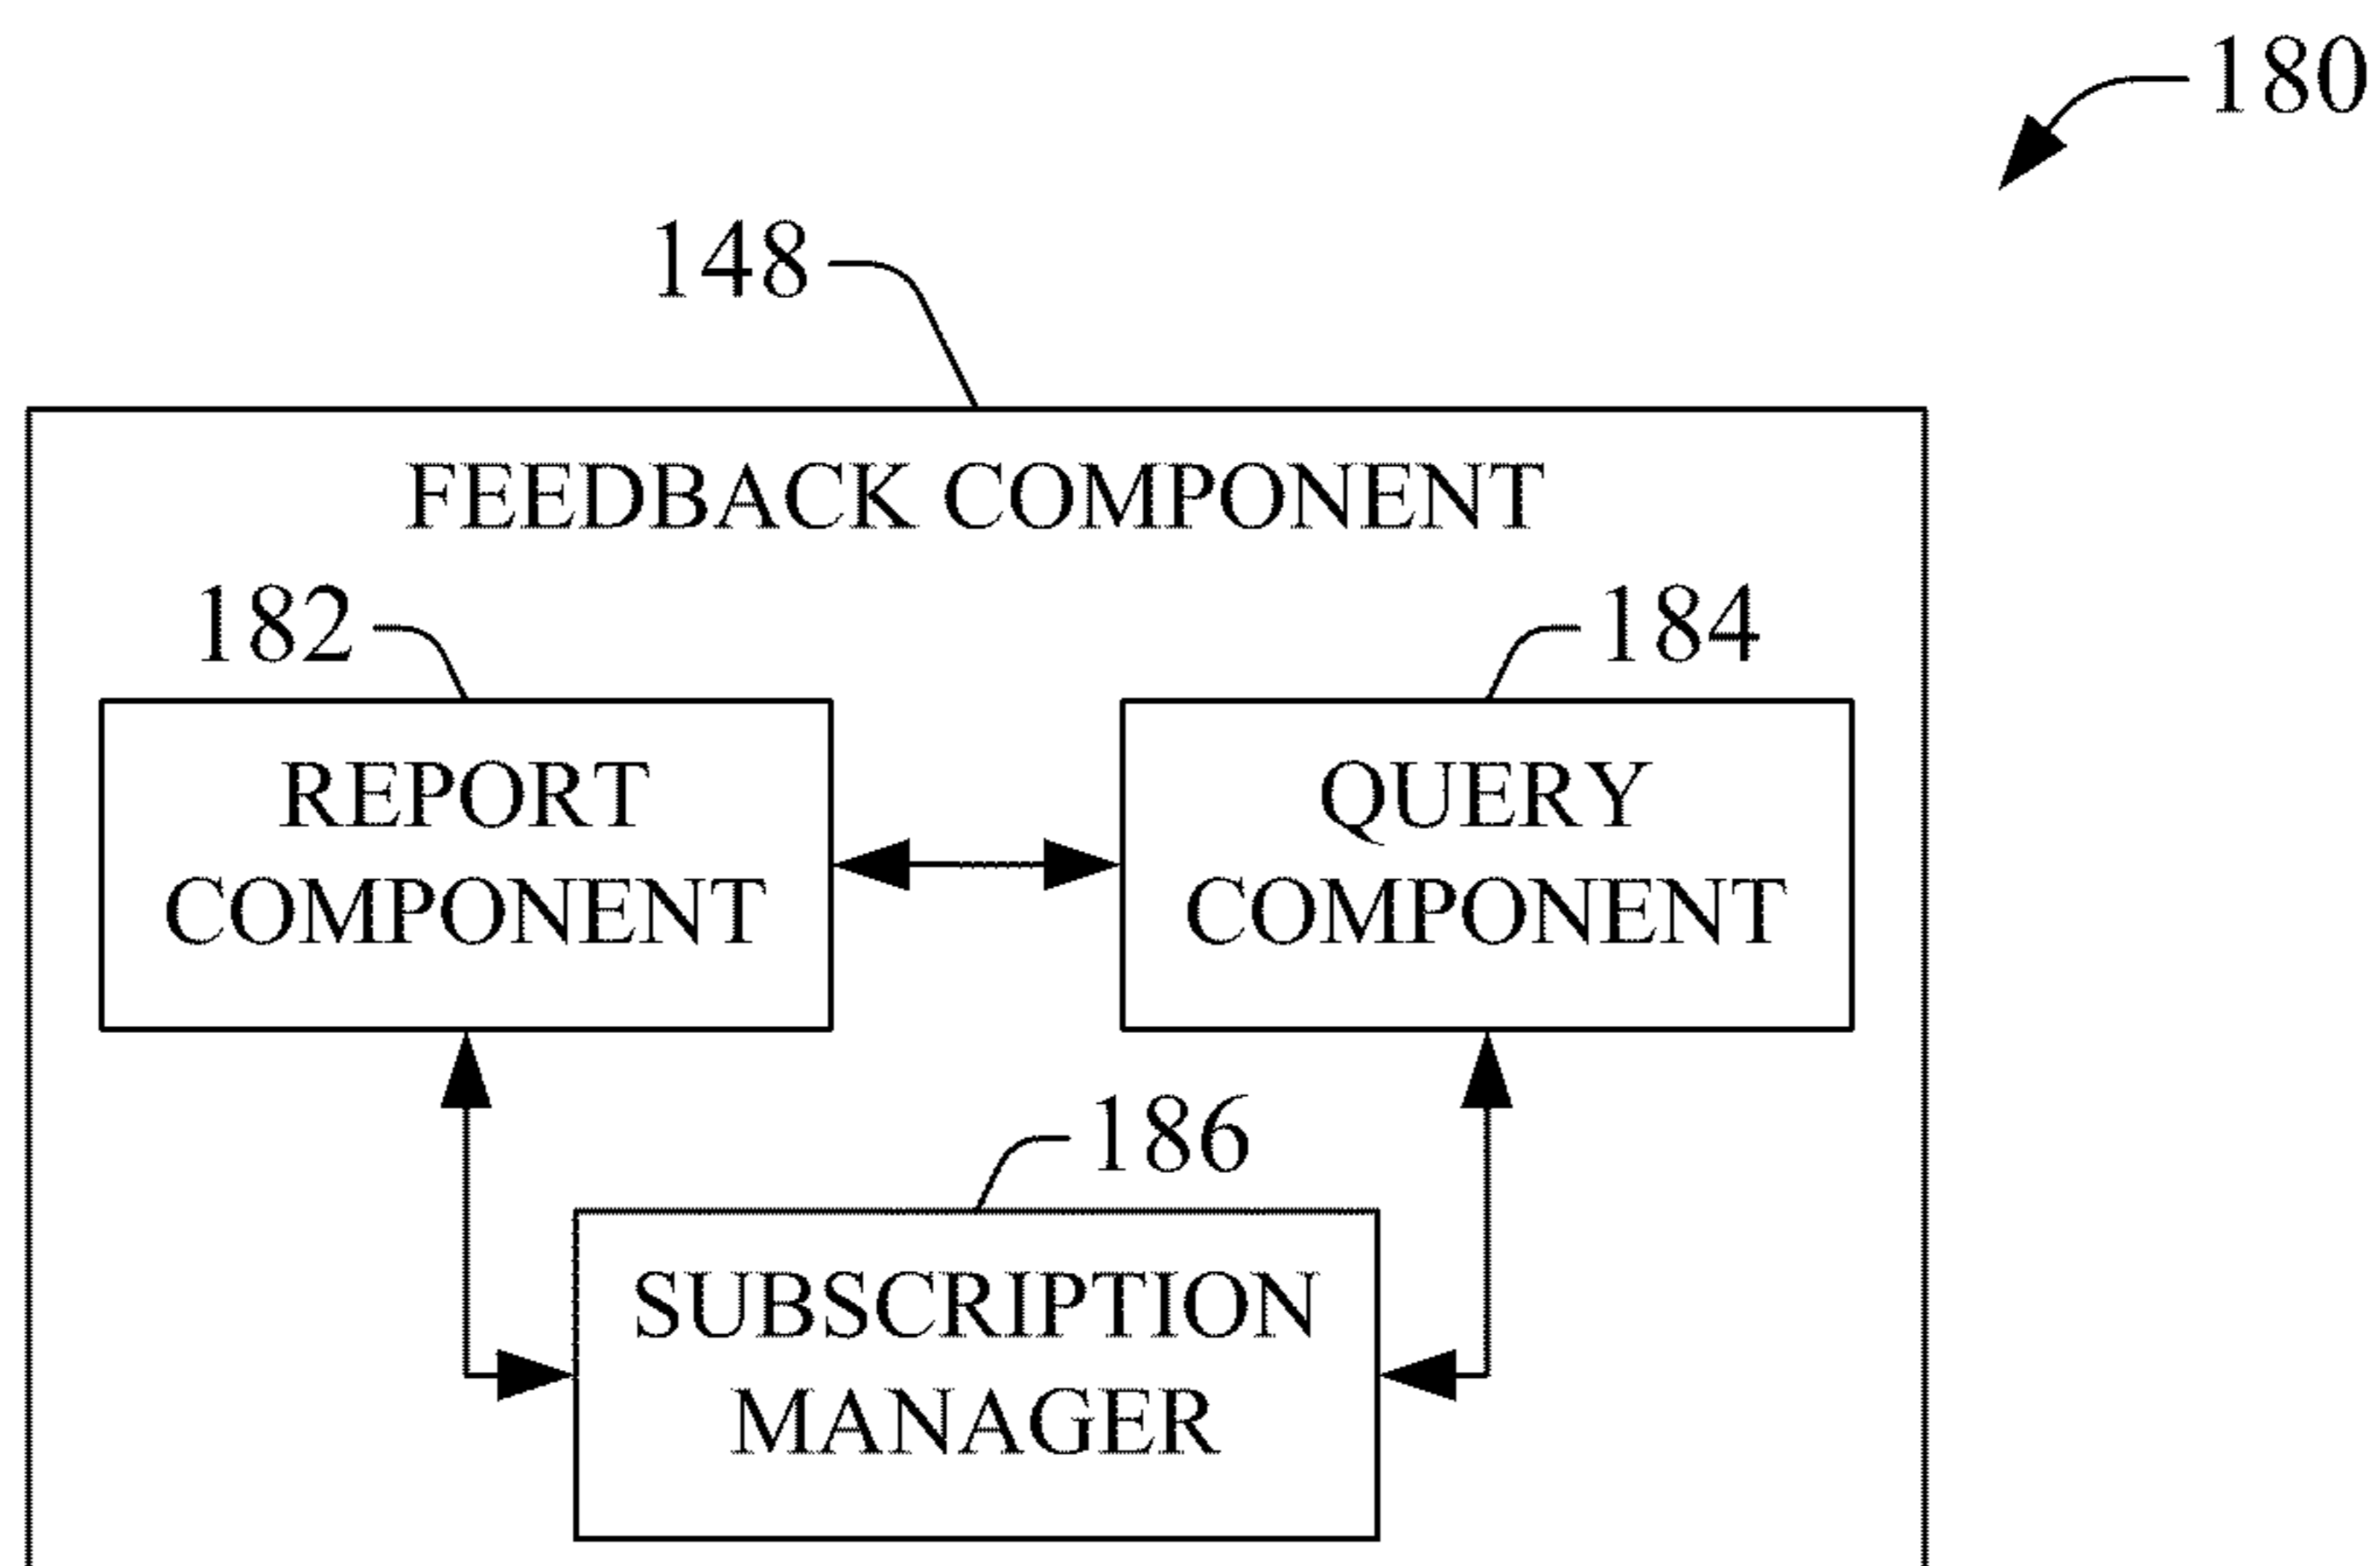 180
148
FEEDBACK COMPONENT
182
184
REPORT
COMPONENT
QUERY
COMPONENT
186
SUBSCRIPTION
MANAGER